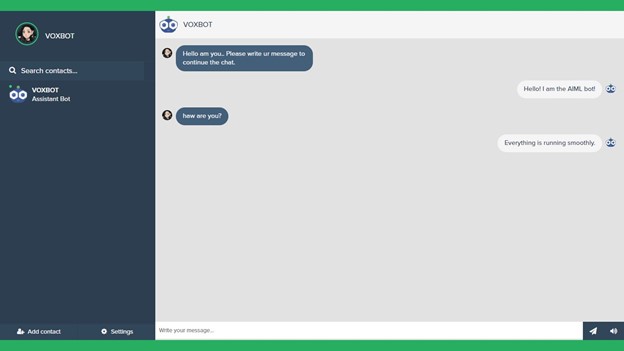 VOXBOT
Search contacts...
VOXBOT
Assistant Bot
Add contact
Settings
VOXBOT
Hello am you.. Please write ur message to
continue the chat.
Hello! I am the AIML bot!
haw are you?
Everything is running smoothly.
Write your message...